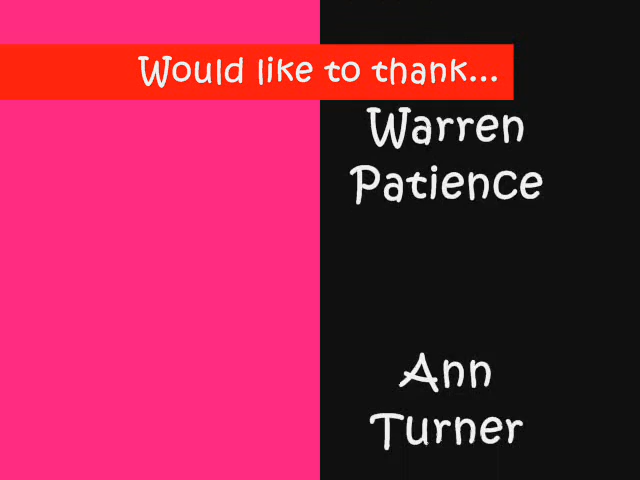 Would like to thank...
Warren
Patience
Ann
Turner